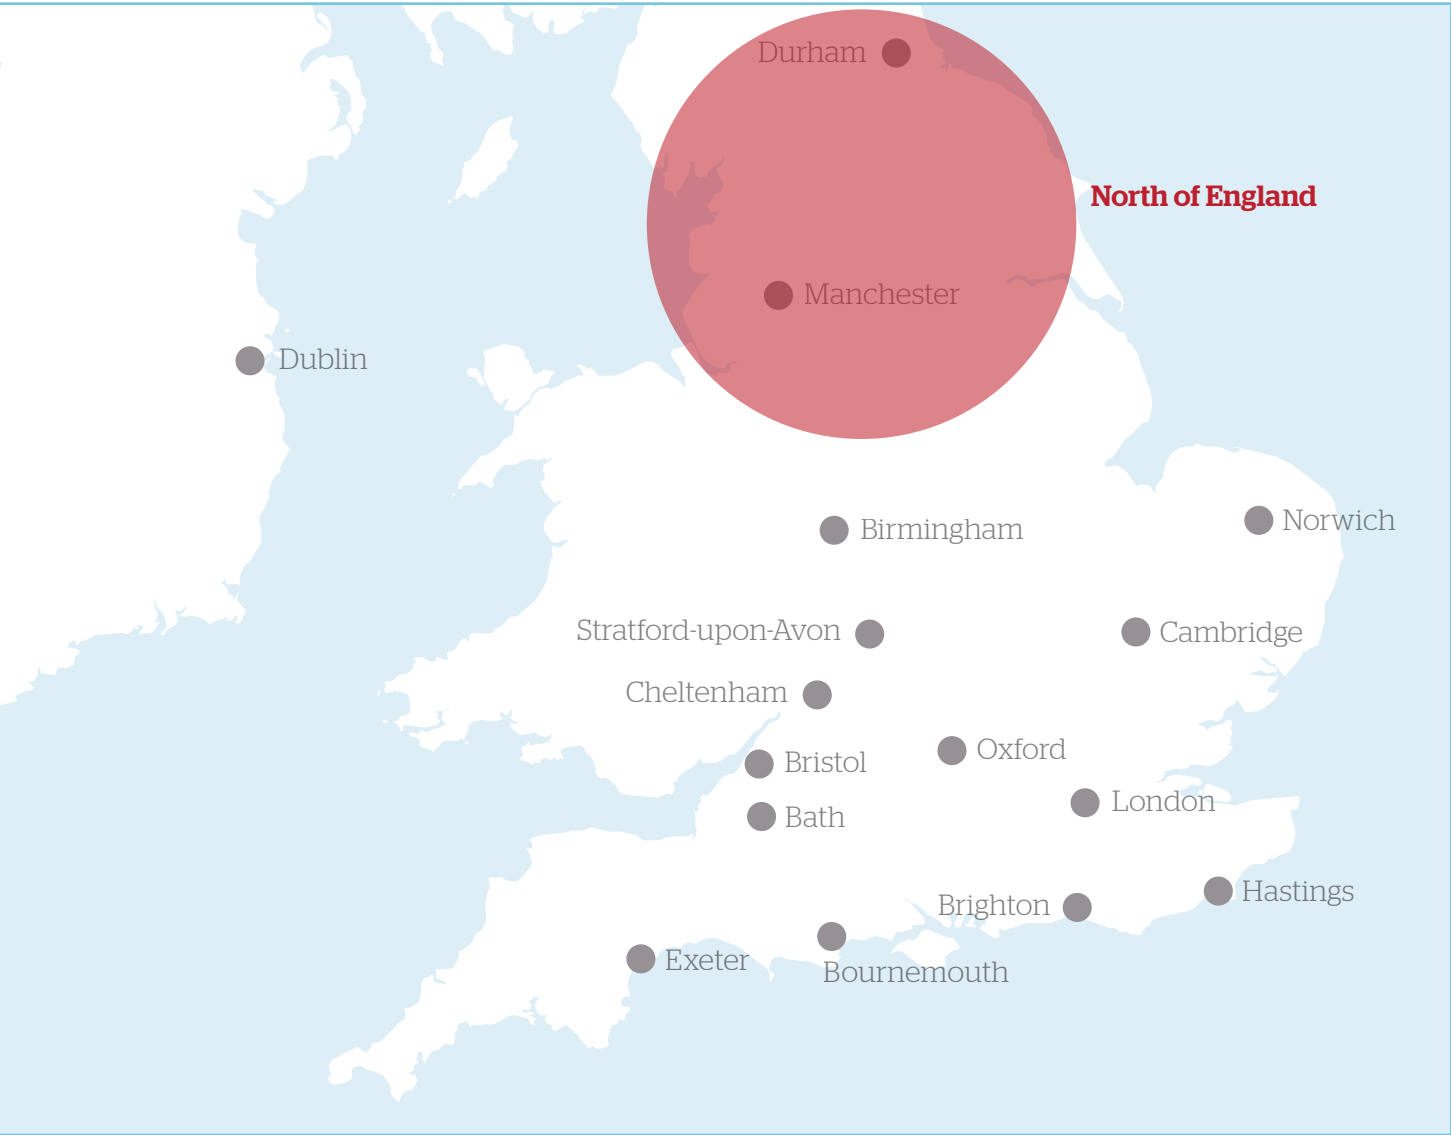 Durham
North of England
Manchester
Dublin
Birmingham
Norwich
Stratford-upon-Avon
Cambridge
Cheltenham
Oxford
Bristol
London
Bath
Hastings
Brighton
Exeter
Bournemouth